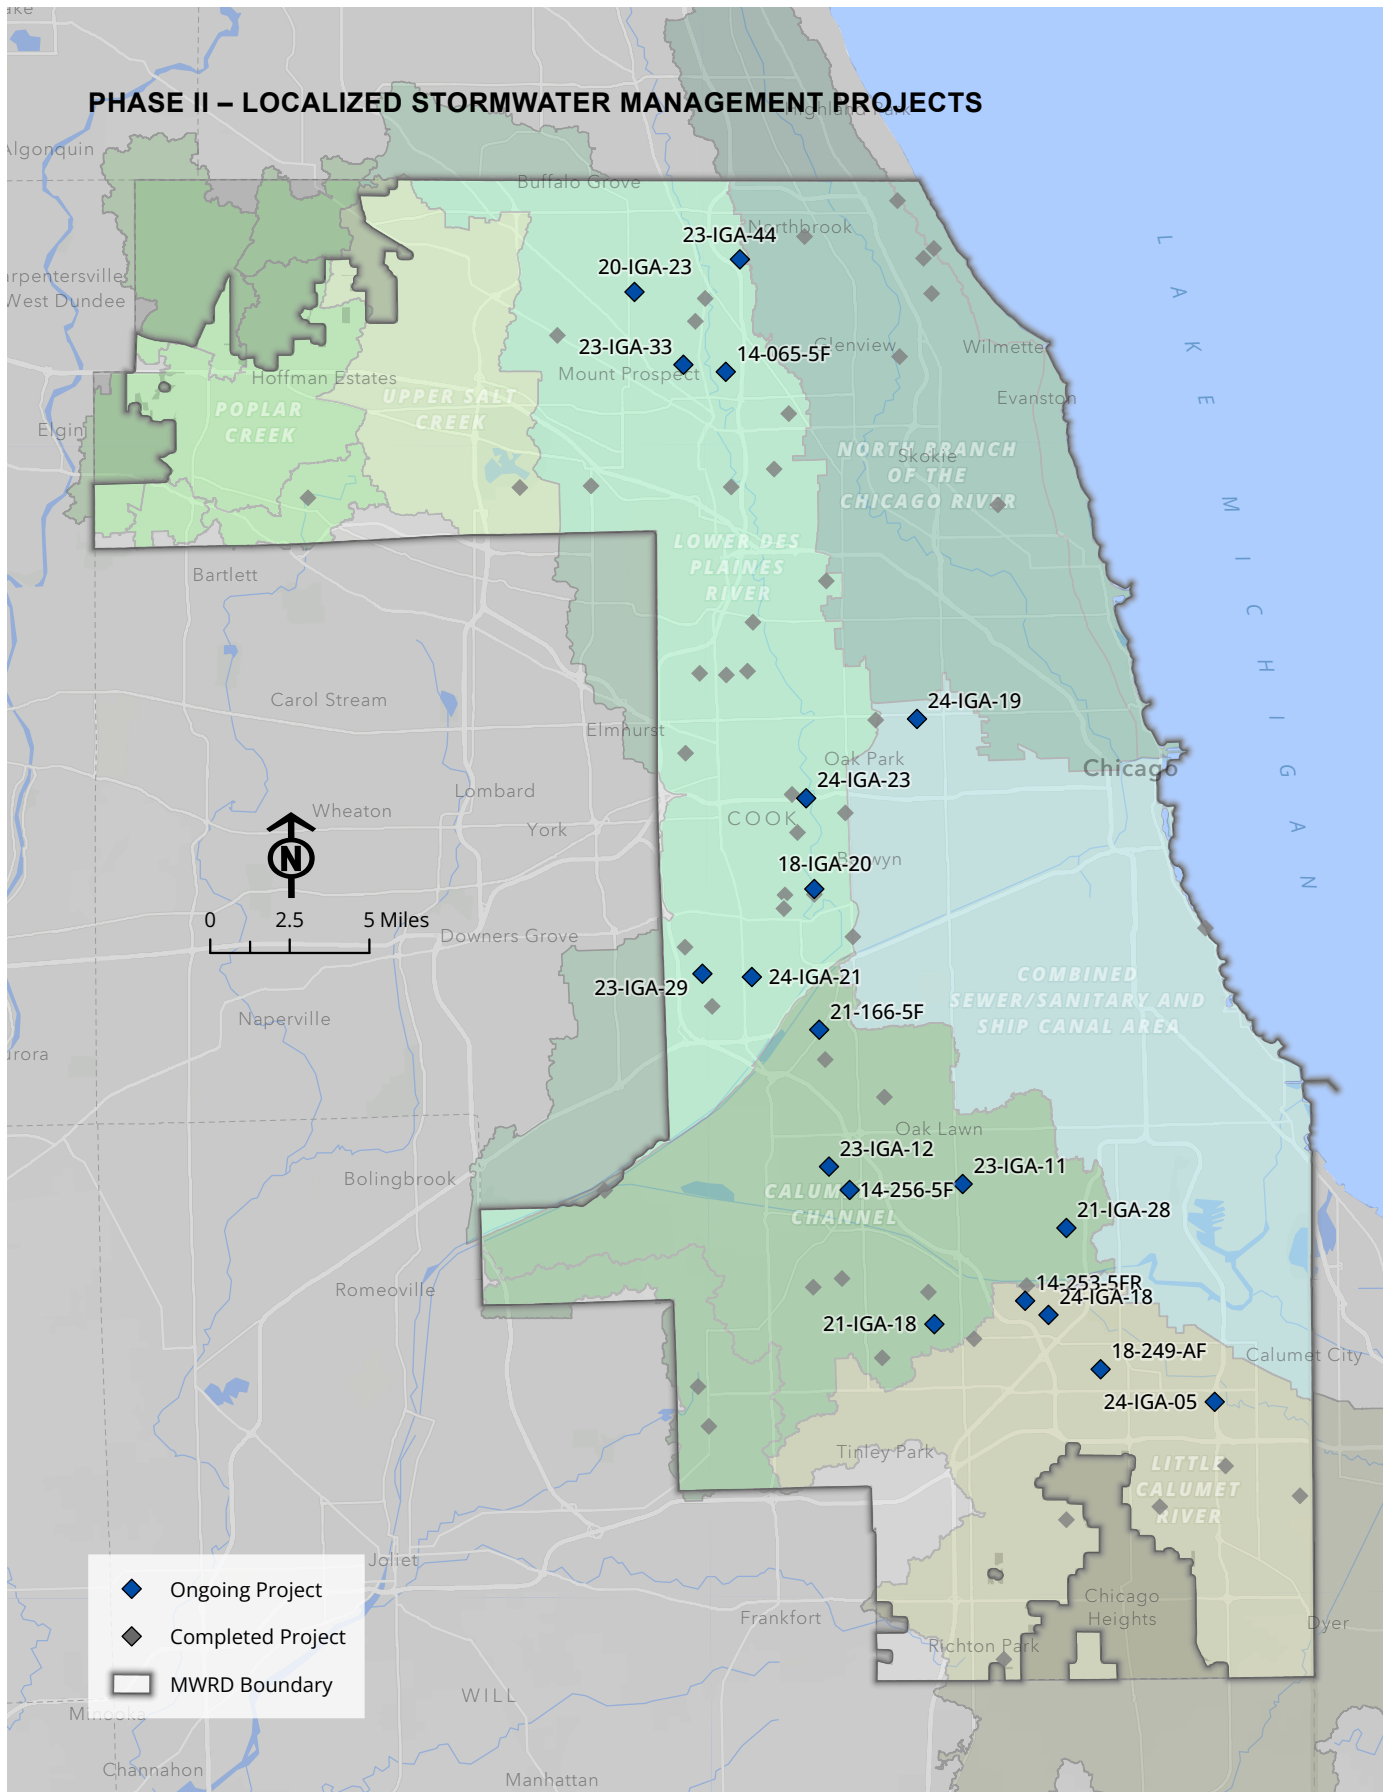 PHASE II – LOCALIZED STORMWATER MANAGEMENT PROJECTS
Highland Park
Algonquin
Buffalo Grove
Northbrook
23-IGA-44
20-IGA-23
West Dundee
23-IGA-33
14-065-5F
Glenview
Wilmette
Mount Prospect
Hoffman Estates
Evanston
POPLAR
CREEK
UPPER SALT
CREEK
Elgin
NORTH BRANCH
OF THE
CHICAGO RIVER
Skokie
LAKE MICHIGAN
LOWER DES
PLAINES
RIVER
Bartlett
Carol Stream
24-IGA-19
Elmhurst
Oak Park
Chicago
24-IGA-23
Lombard
Wheaton
COOK
York
N
18-IGA-20
0 2.5 5 Miles
Downers Grove
23-IGA-29
24-IGA-21
COMBINED
SEWER/SANITARY AND
SHIP CANAL AREA
21-166-5F
Naperville
Oak Lawn
23-IGA-12
23-IGA-11
Bolingbrook
14-256-5F
CHANNEL
21-IGA-28
Romeoville
14-253-5FR
24-IGA-18
21-IGA-18
18-249-AF
Calumet City
24-IGA-05
Tinley Park
LITTLE
CALUMET
RIVER
Joliet
Ongoing Project
Completed Project
MWRD Boundary
Chicago
Heights
Frankfort
Dyer
Richton Park
WILL
Minooka
Channahon
Manhattan